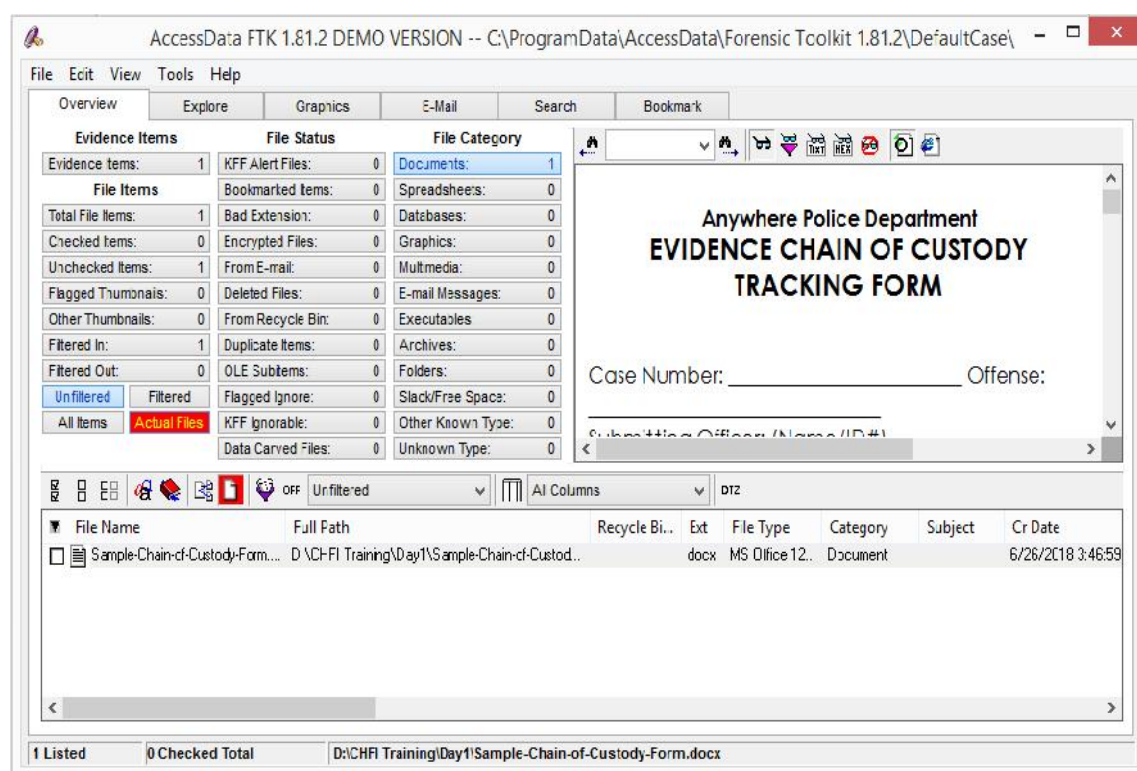 AccessData FTK 1.81.2 DEMO VERSION -- C:\ProgramData\AccessData\Forensic Toolkit 1.81.2\DefaultCase\
File Edit View Tools Help
Overview Explore Graphics E-Mail Search Bookmark
Evidence Items File Status File Category
Evidence Items: 1 KFF Alert Files: 0 Documents: 1
File Items Bookmarked Items: 0 Spreadsheets: 0
Total File Items: 1 Bad Extension: 0 Databases: 0
Checked Items: 0 Encrypted Files: 0 Graphics: 0
Unchecked Items: 1 From E-mail: 0 Multimedia: 0
Flagged Thumbnails: 0 Deleted Files: 0 E-mail Messages: 0
Other Thumbnails: 0 From Recycle Bin: 0 Executables 0
Filtered In: 1 Duplicate Items: 0 Archives: 0
Filtered Out: 0 OLE Subitems: 0 Folders: 0
Unfiltered Filtered Flagged Ignore: 0 Slack/Free Space: 0
All Items Actual Files KFF Ignorable: 0 Other Known Type: 0
Data Carved Files: 0 Unknown Type: 0
TEXT HEX
Anywhere Police Department
EVIDENCE CHAIN OF CUSTODY
TRACKING FORM
Case Number: Offense:
Submitting Officer: (Name/ID#)
OFF Unfiltered All Columns DTZ
File Name Full Path Recycle Bi... Ext File Type Category Subject Cr Date
Sample-Chain-of-Custody-Form.... D:\CHFI Training\Day1\Sample-Chain-of-Custod... docx MS Office 12.. Document 6/26/2018 3:46:59
1 Listed 0 Checked Total D:\CHFI Training\Day1\Sample-Chain-of-Custody-Form.docx